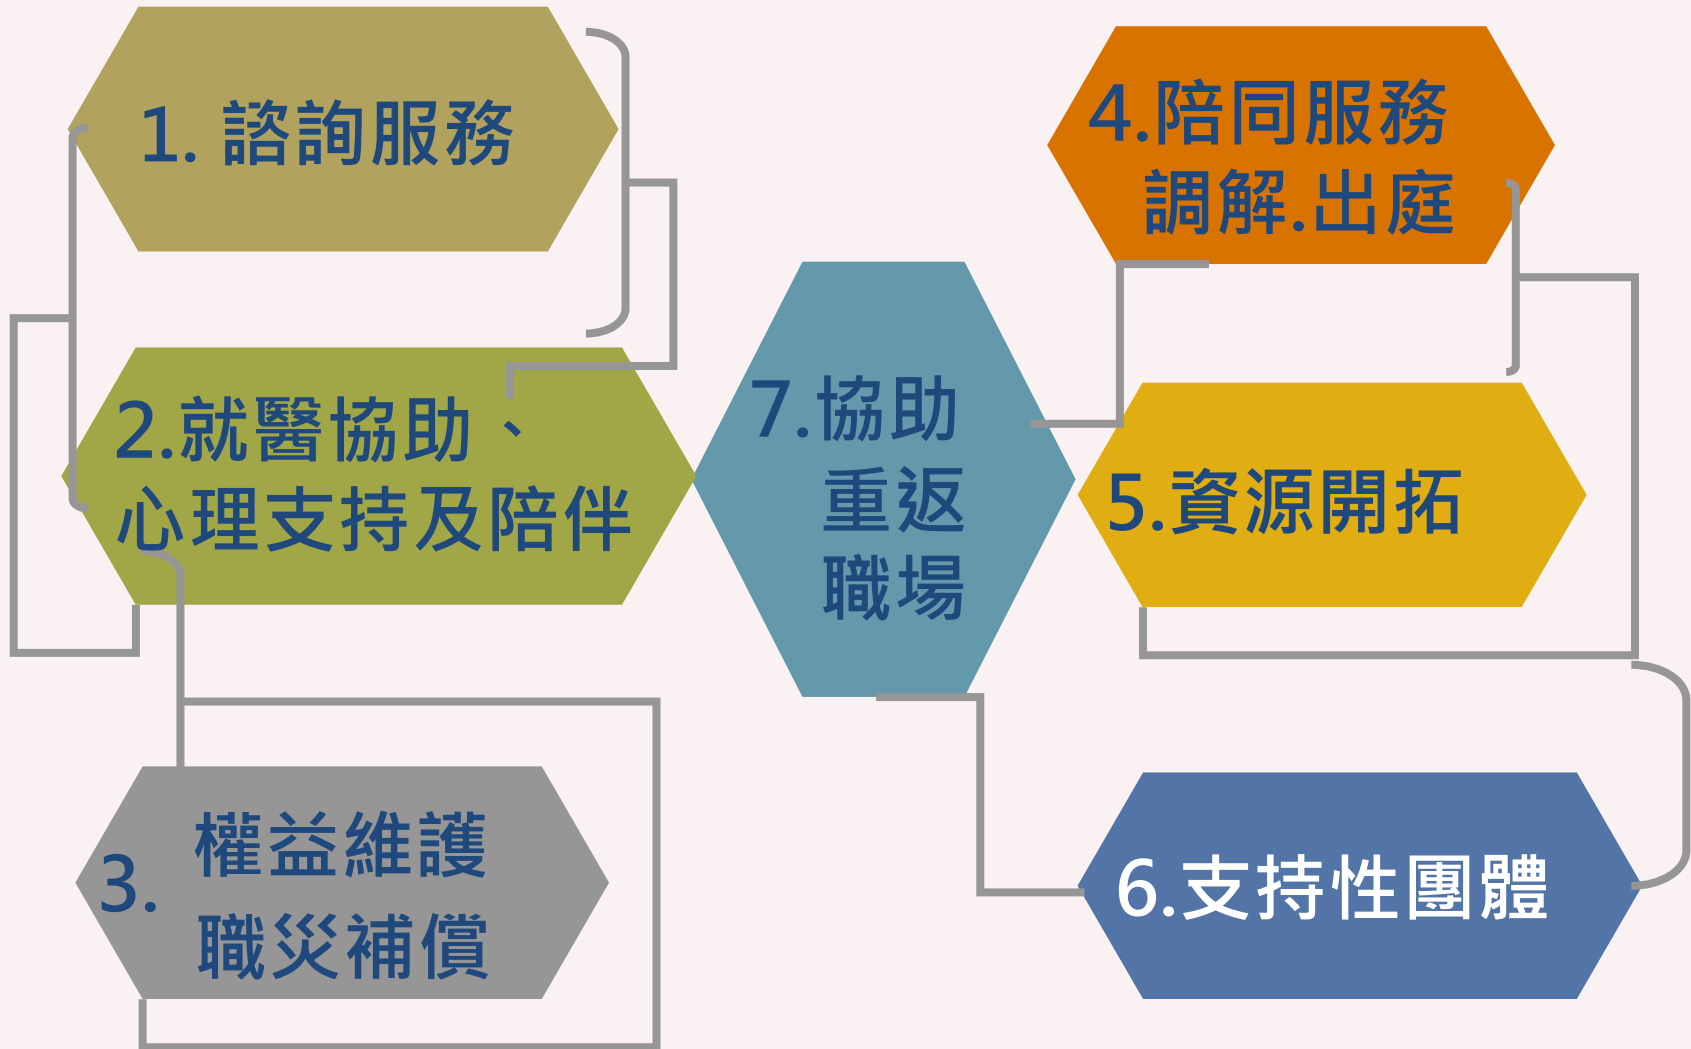 1. 諮詢服務
2.就醫協助、
心理支持及陪伴
3.
權益維護
職災補償
4.陪同服務
調解.出庭
5.資源開拓
6.支持性團體
7.協助
重返
職場